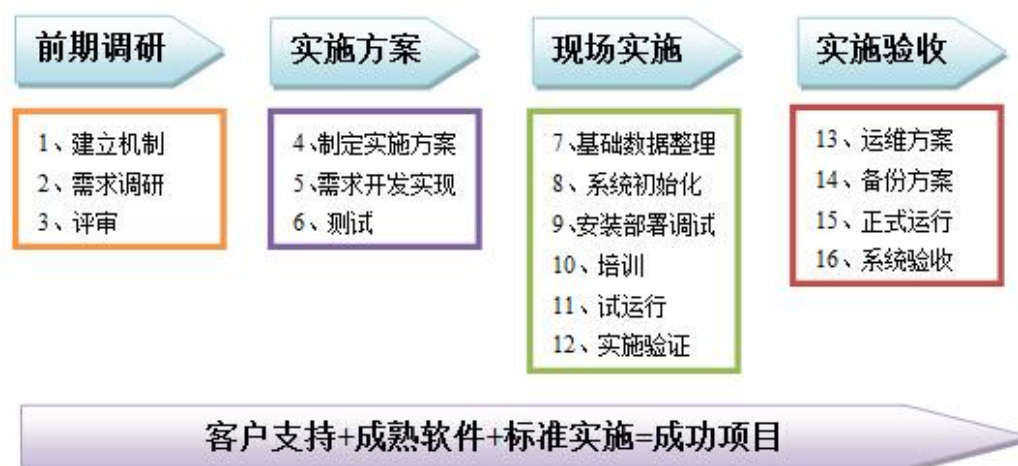 前期调研
实施方案
现场实施
实施验收
1、建立机制
2、需求调研
3、评审
4、制定实施方案
5、需求开发实现
6、测试
7、基础数据整理
8、系统初始化
9、安装部署调试
10、培训
11、试运行
12、实施验证
13、运维方案
14、备份方案
15、正式运行
16、系统验收
客户支持+成熟软件+标准实施=成功项目